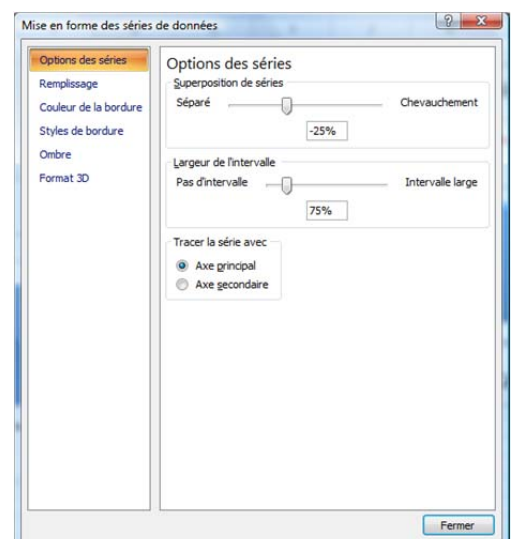 Mise en forme des séries de données
Options des séries
Remplissage
Couleur de la bordure
Styles de bordure
Ombre
Format 3D
Options des séries
Superposition de séries
Séparé Chevauchement
-25%
Largeur de l'intervalle
Pas d'intervalle Intervalle large
75%
Tracer la série avec
Axe principal
Axe secondaire
Fermer